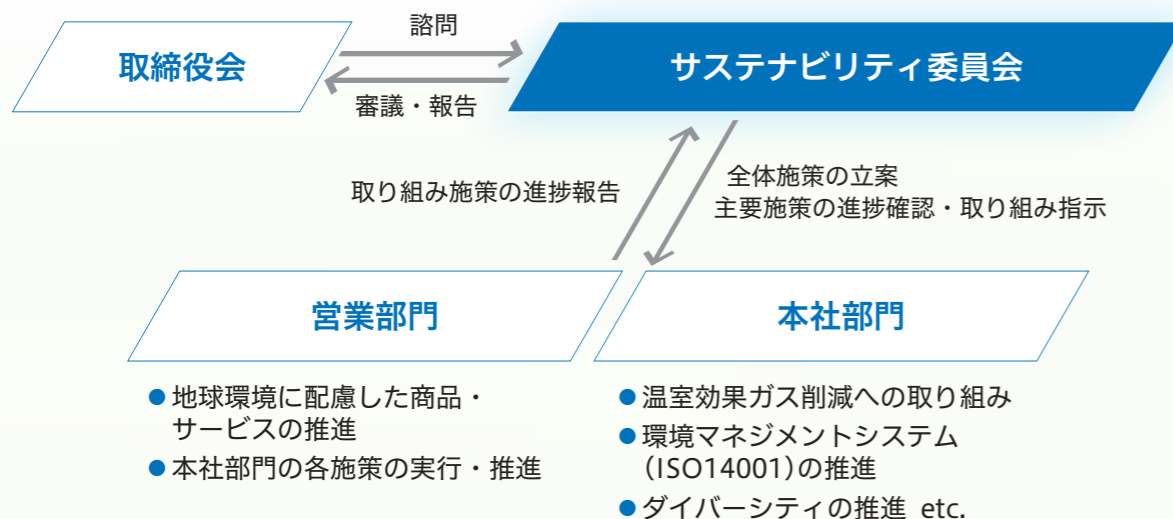 諮問
取締役会
サステナビリティ委員会
審議・報告
取り組み施策の進捗報告
全体施策の立案
主要施策の進捗確認・取り組み指示
営業部門
本社部門
●地球環境に配慮した商品・
サービスの推進
●本社部門の各施策の実行・推進
●温室効果ガス削減への取り組み
●環境マネジメントシステム
(ISO14001)の推進
●ダイバーシティの推進 etc.